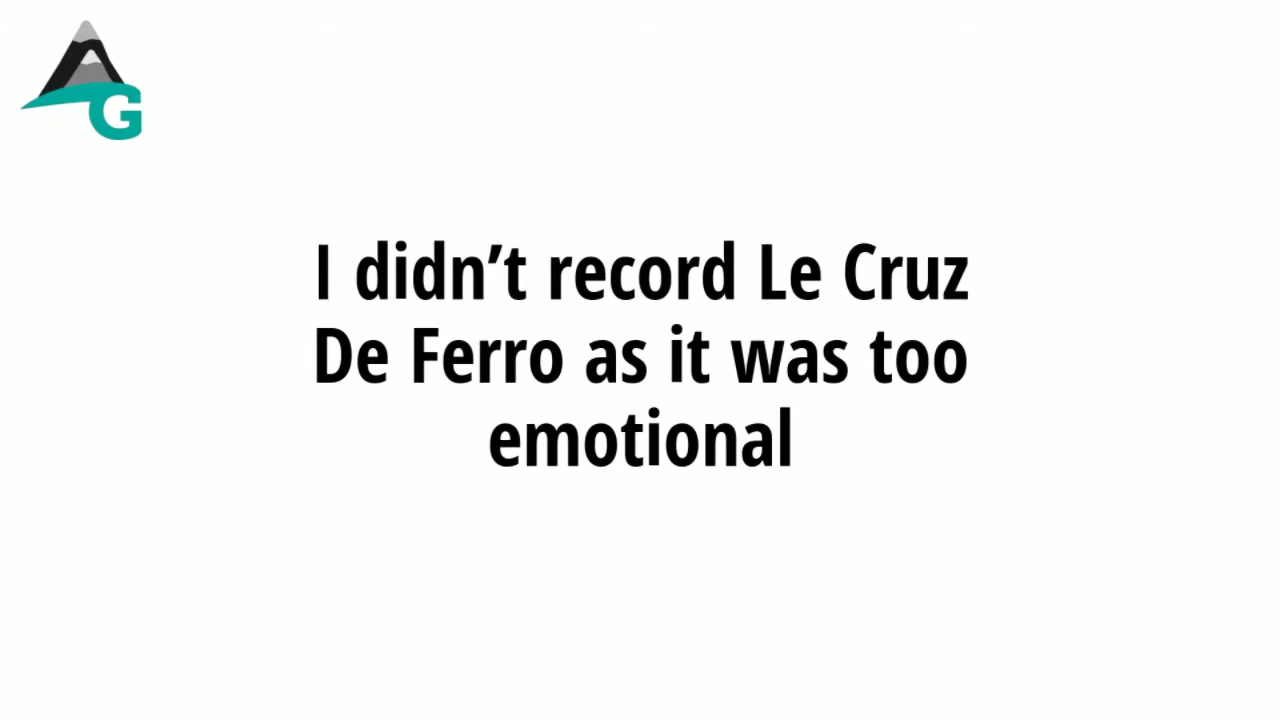 G
I didn’t record Le Cruz
De Ferro as it was too
emotional